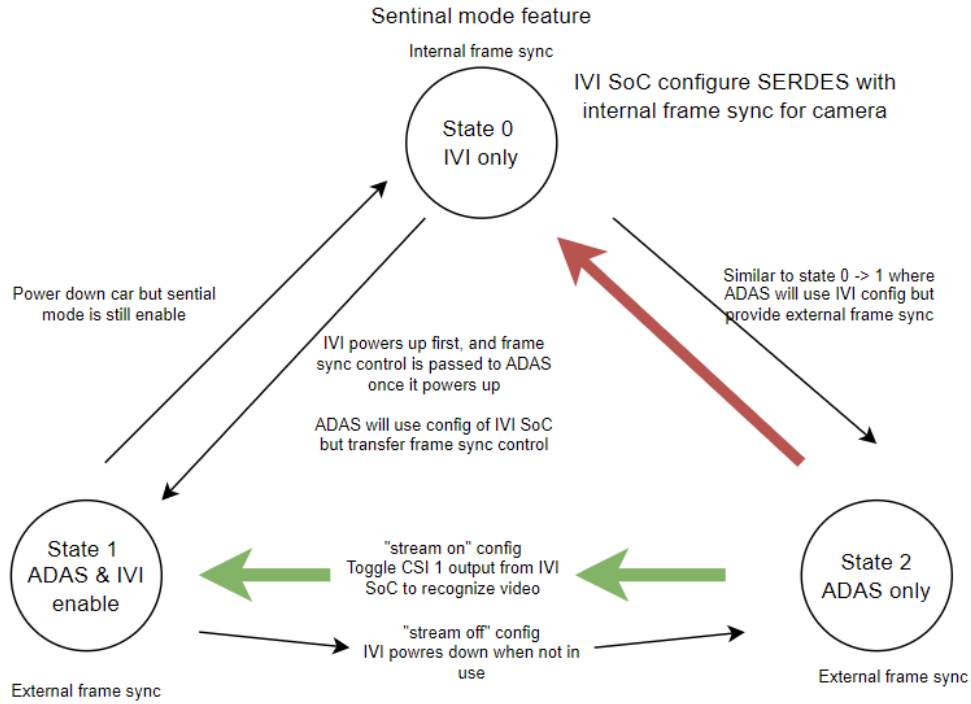 Sentinal mode feature
Internal frame sync
IVI SoC configure SERDES with
internal frame sync for camera
State 0
IVI only
Power down car but sential
mode is still enable
Similar to state 0 -> 1 where
ADAS will use IVI config but
provide external frame sync
IVI powers up first, and frame
sync control is passed to ADAS
once it powers up
ADAS will use config of IVI SoC
but transfer frame sync control
State 1
ADAS & IVI
enable
"stream on" config
Toggle CSI 1 output from IVI
SoC to recognize video
State 2
ADAS only
"stream off" config
IVI powres down when not in
use
External frame sync
External frame sync